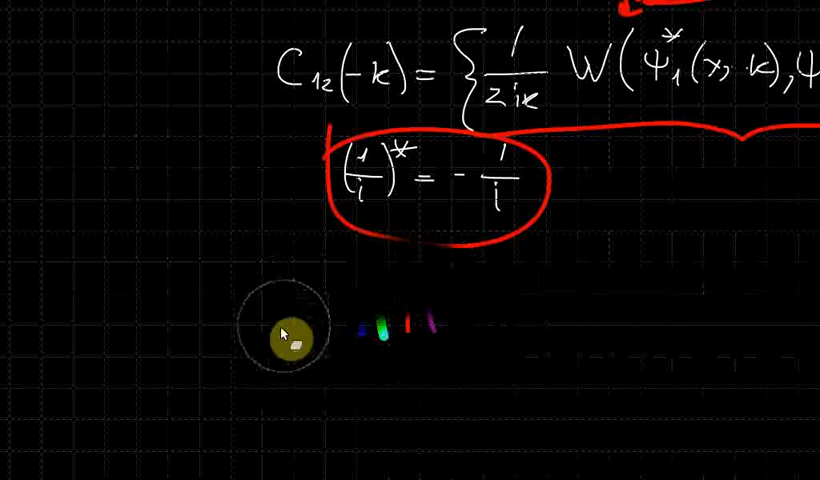 C₁₂(-k) = { 1/2ik W( ψ₁*(x, k), ψ
(1/i)* = - 1/i